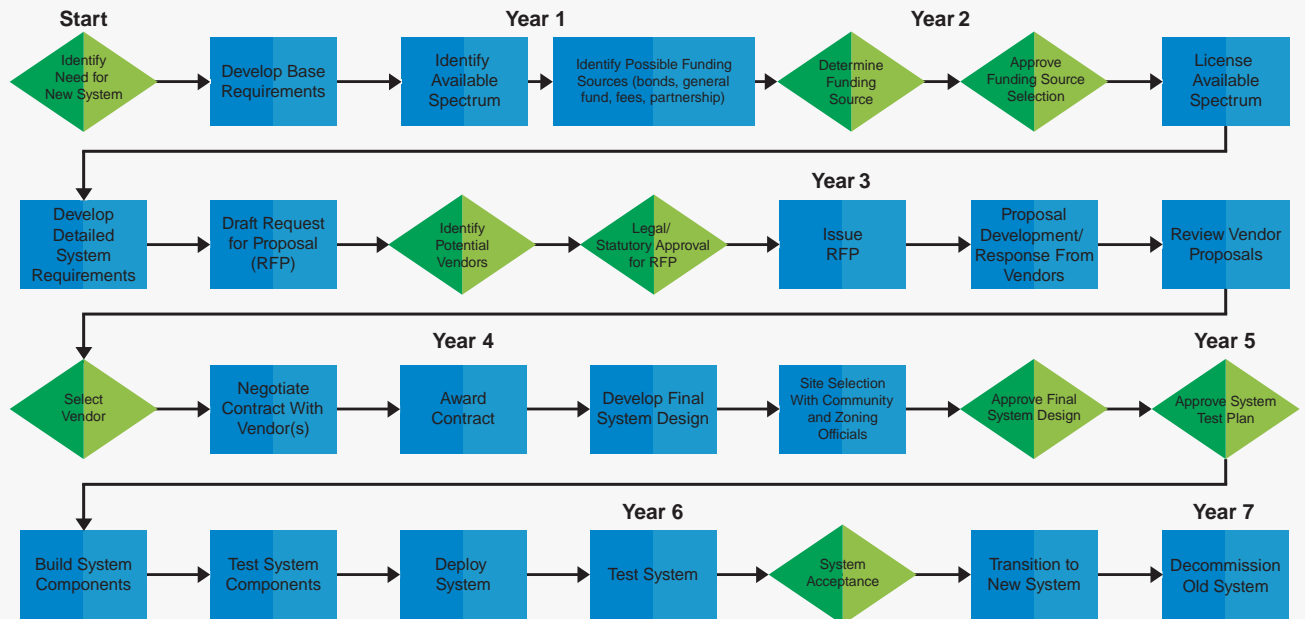 Start
Year 1
Year 2
Identify
Need for
New System
Develop Base
Requirements
Identify
Available
Spectrum
Identify Possible Funding
Sources (bonds, general
fund, fees, partnership)
Determine
Funding
Source
Approve
Funding Source
Selection
License
Available
Spectrum
Year 3
Develop
Detailed
System
Requirements
Draft Request
for Proposal
(RFP)
Identify
Potential
Vendors
Legal/
Statutory Approval
for RFP
Issue
RFP
Proposal
Development/
Response From
Vendors
Review Vendor
Proposals
Year 4
Year 5
Select
Vendor
Negotiate
Contract With
Vendor(s)
Award
Contract
Develop Final
System Design
Site Selection
With Community
and Zoning
Officials
Approve Final
System Design
Approve System
Test Plan
Year 6
Year 7
Build System
Components
Test System
Components
Deploy
System
Test System
System
Acceptance
Transition to
New System
Decommission
Old System